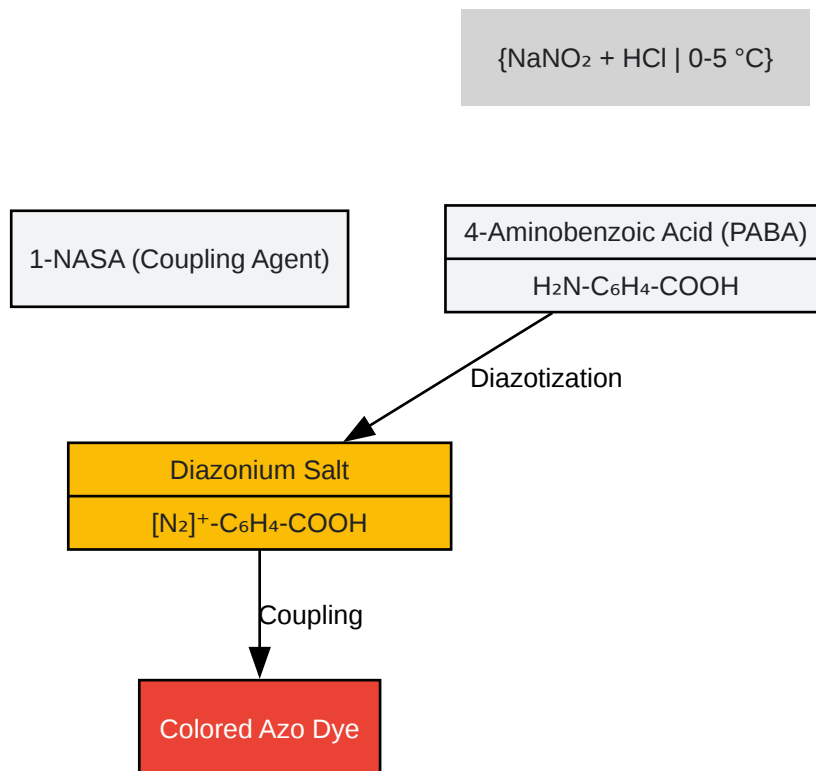 {NaNO₂ + HCl | 0-5 °C}
1-NASA (Coupling Agent)
4-Aminobenzoic Acid (PABA)
H₂N-C₆H₄-COOH
Diazotization
Diazonium Salt
[N₂]⁺-C₆H₄-COOH
Coupling
Colored Azo Dye